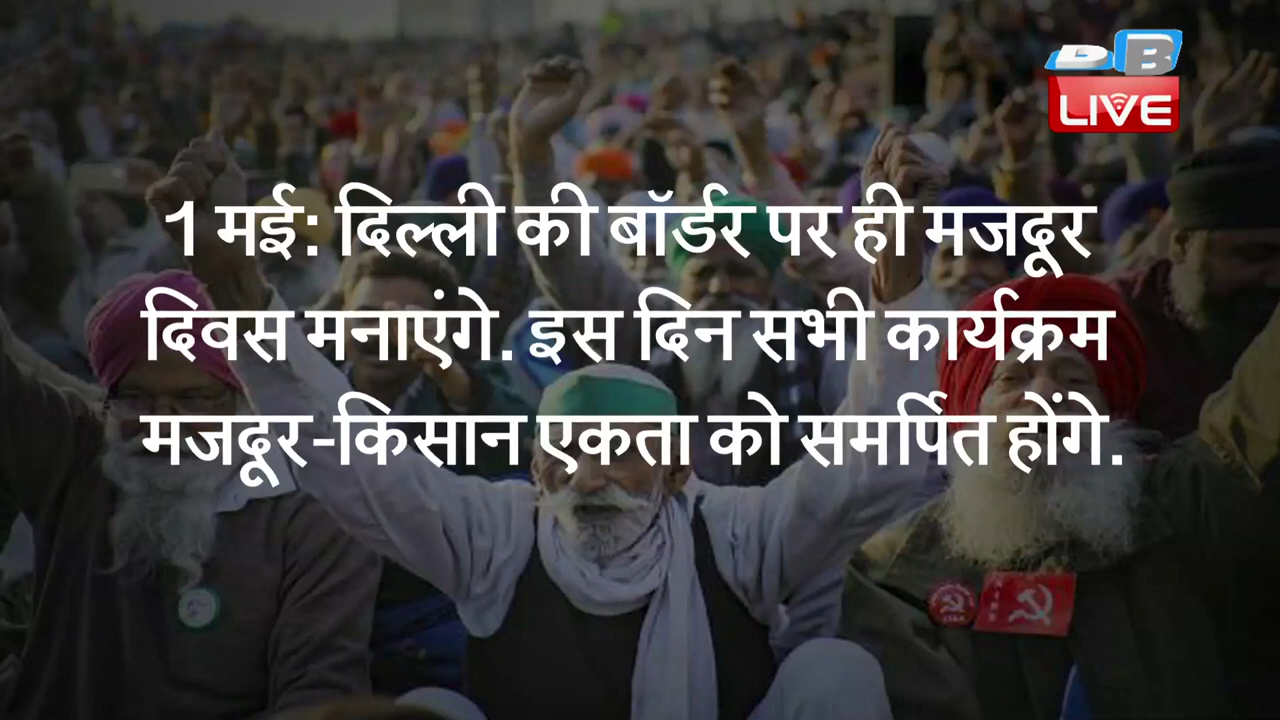 DB
LIVE
1 मई: दिल्ली की बॉर्डर पर ही मजदूर
दिवस मनाएंगे. इस दिन सभी कार्यक्रम
मजदूर-किसान एकता को समर्पित होंगे.